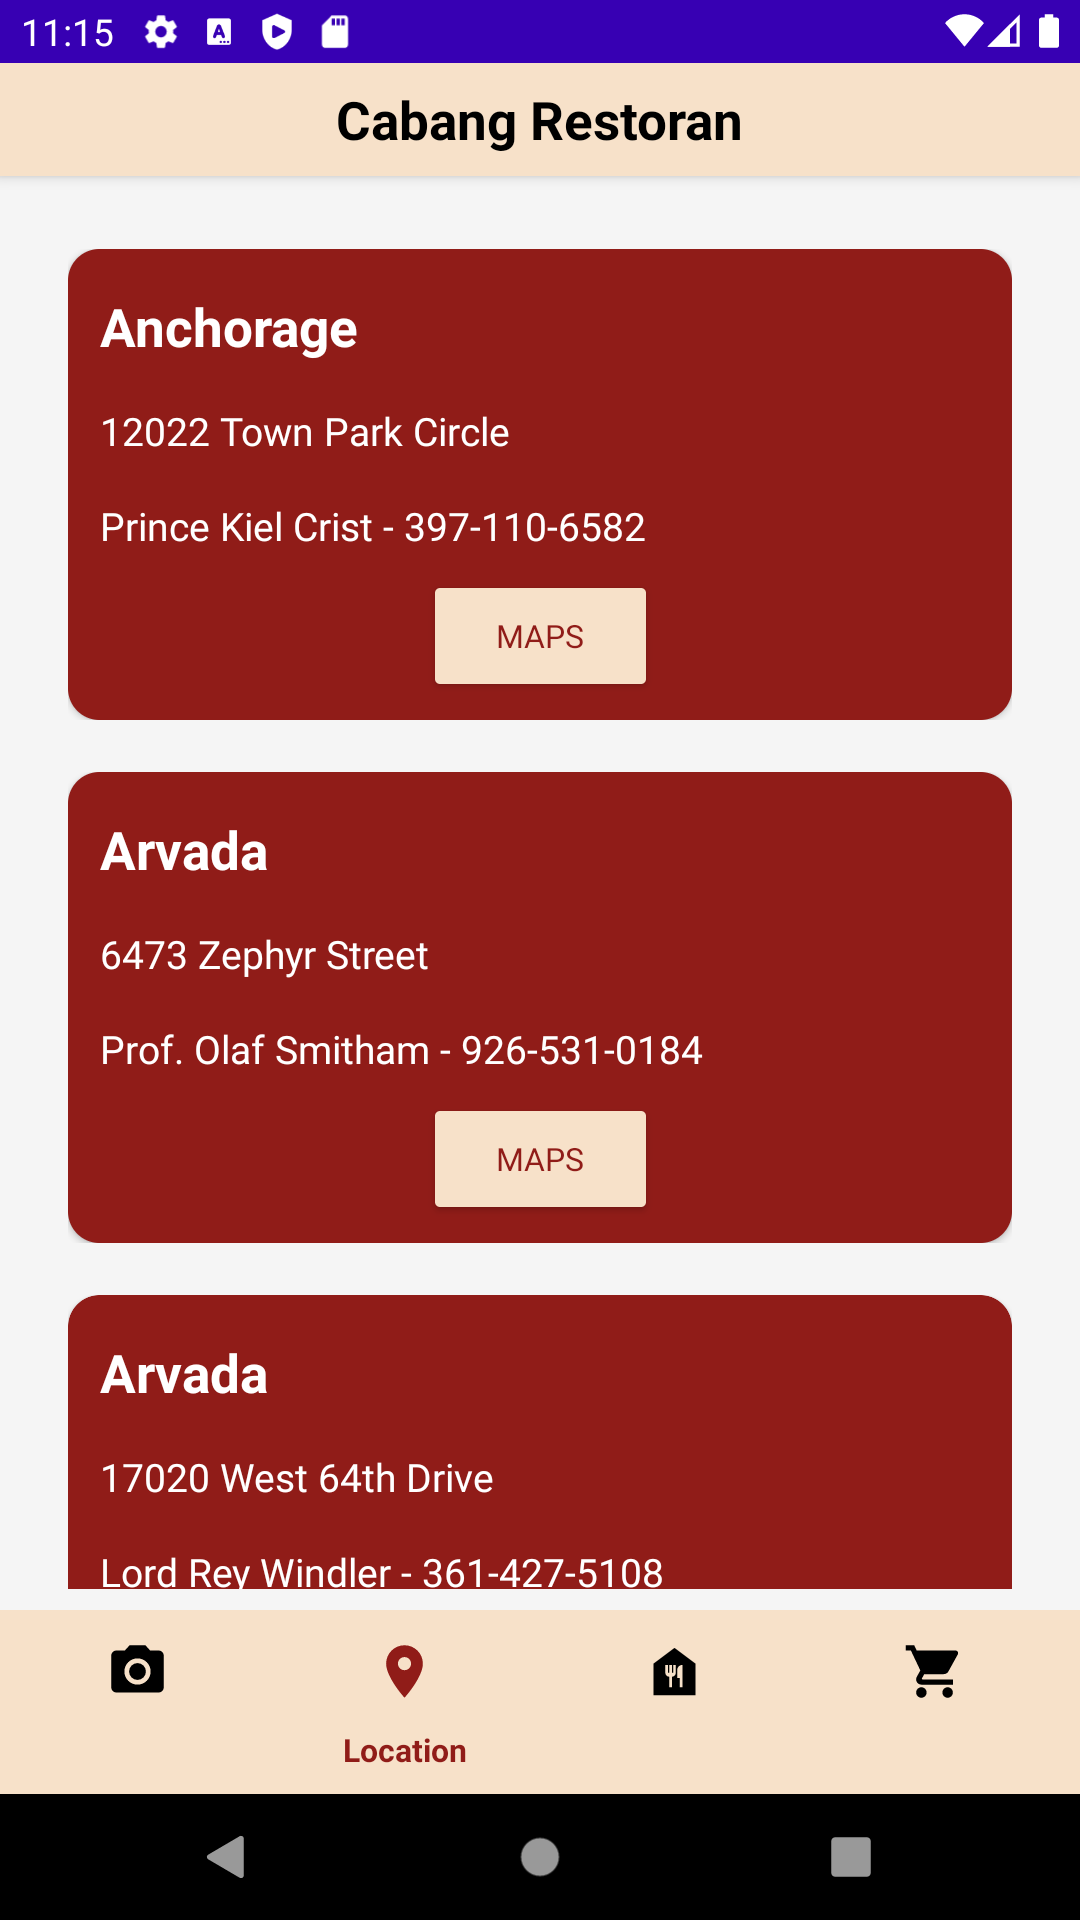 11:15
Cabang Restoran
Anchorage
12022 Town Park Circle
Prince Kiel Crist - 397-110-6582
MAPS
Arvada
6473 Zephyr Street
Prof. Olaf Smitham - 926-531-0184
MAPS
Arvada
17020 West 64th Drive
Lord Rey Windler - 361-427-5108
Location